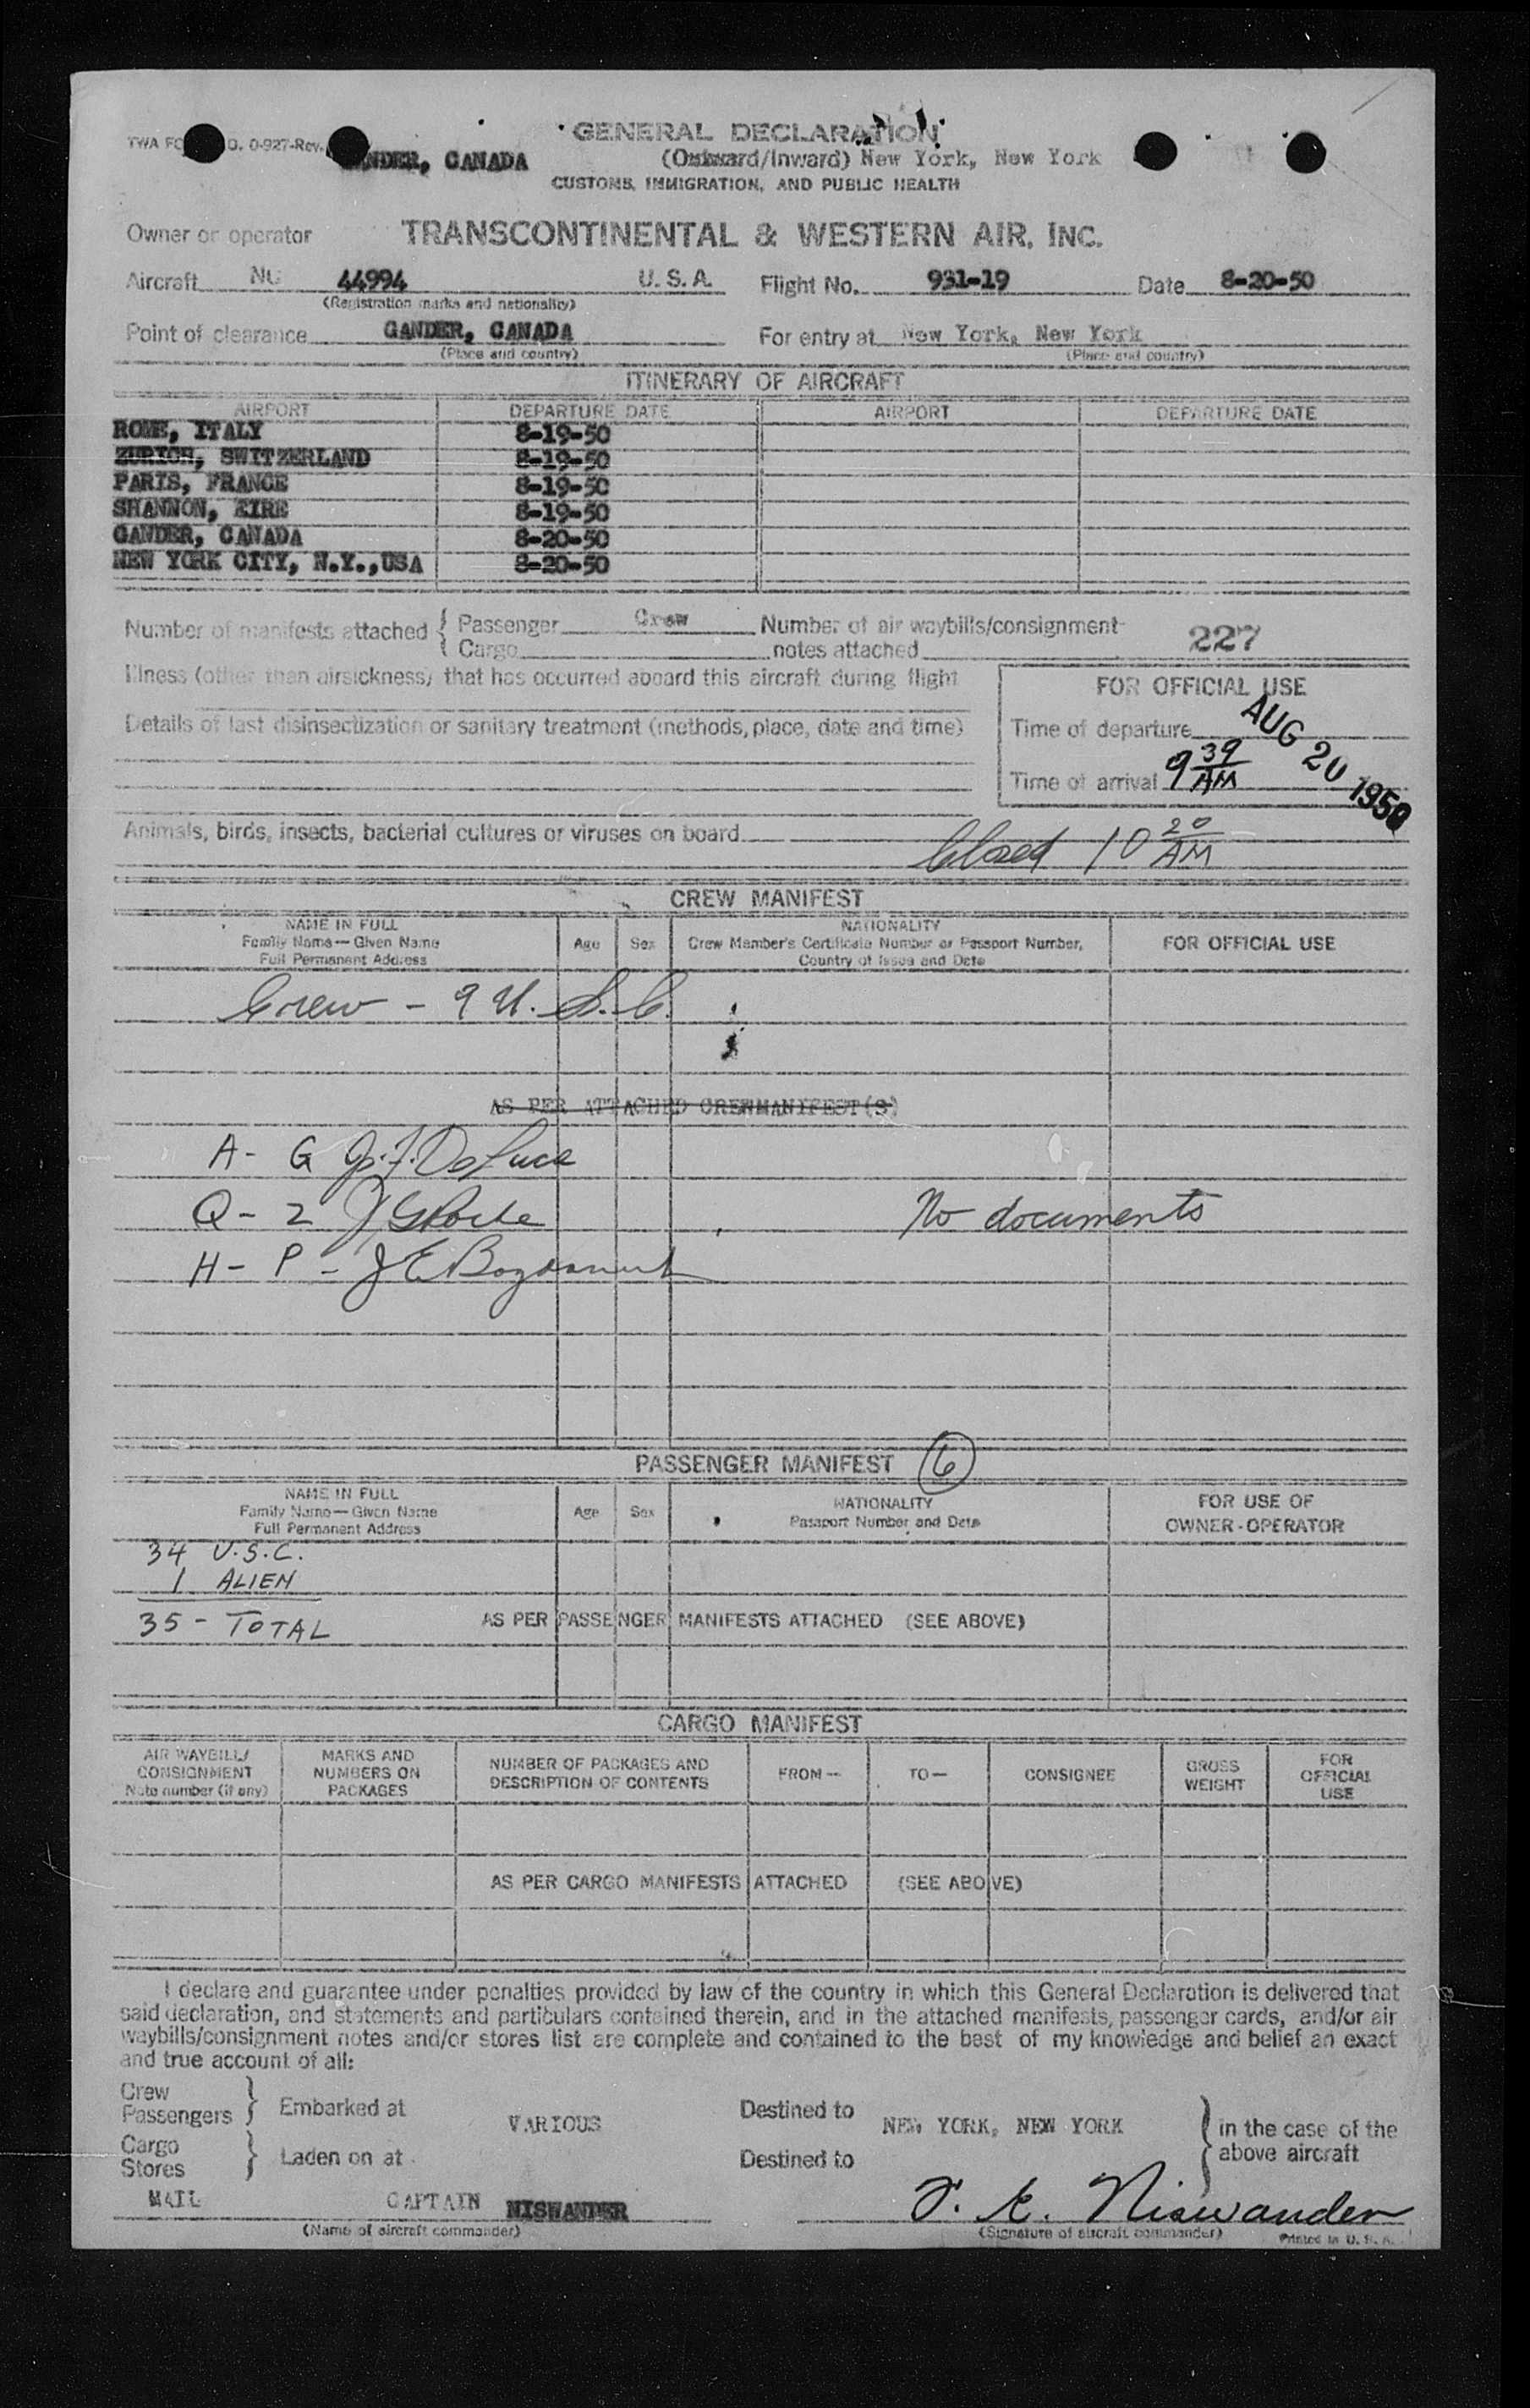 GENERAL DECLARATION
O. 0-927-Rev.
CANADA (Outward/Inward) New York, New York
CUSTOMS, IMMIGRATION, AND PUBLIC HEALTH
Owner or operator TRANSCONTINENTAL & WESTERN AIR, INC.
Aircraft 44994 U.S.A. Flight No. 931-19 Date 8-20-50
(Registration marks and nationality)
Point of clearance GANDER, CANADA For entry at New York, New York
(Place and country) (Place and country)
ITINERARY OF AIRCRAFT
AIRPORT DEPARTURE DATE AIRPORT DEPARTURE DATE
ROME, ITALY 8-19-50
ZURICH, SWITZERLAND 8-19-50
PARIS, FRANCE 8-19-50
SHANNON, EIRE 8-19-50
GANDER, CANADA 8-20-50
NEW YORK CITY, N.Y.,USA 8-20-50
Number of manifests attached { Passenger Crew Number of air waybills/consignment 227
Cargo notes attached
Illness (other than airsickness) that has occurred aboard this aircraft during flight
FOR OFFICIAL USE
Details of last disinsectization or sanitary treatment (methods, place, date and time)
Time of departure AUG 20 1950
Time of arrival 9 39 AM
Animals, birds, insects, bacterial cultures or viruses on board
Closed 10 20 AM
CREW MANIFEST
NAME IN FULL NATIONALITY
Family Name—Given Name Age Sex Crew Member's Certificate Number or Passport Number, FOR OFFICIAL USE
Full Permanent Address Country of Issue and Date
Crew - 9 U.S.C.
AS PER ATTACHED CREWMANIFEST(S)
A- G
Q- 2 No documents
H- P -
PASSENGER MANIFEST 6
NAME IN FULL NATIONALITY FOR USE OF
Family Name—Given Name Age Sex Passport Number and Date OWNER-OPERATOR
Full Permanent Address
34 U.S.C.
1 ALIEN
35 - TOTAL AS PER PASSENGER MANIFESTS ATTACHED (SEE ABOVE)
CARGO MANIFEST
AIR WAYBILL/ MARKS AND NUMBER OF PACKAGES AND FROM— TO— CONSIGNEE GROSS FOR
CONSIGNMENT NUMBERS ON DESCRIPTION OF CONTENTS WEIGHT OFFICIAL
Note number (if any) PACKAGES USE
AS PER CARGO MANIFESTS ATTACHED (SEE ABOVE)
I declare and guarantee under penalties provided by law of the country in which this General Declaration is delivered that
said declaration, and statements and particulars contained therein, and in the attached manifests, passenger cards, and/or air
waybills/consignment notes and/or stores list are complete and contained to the best of my knowledge and belief an exact
and true account of all:
Crew
Passengers } Embarked at VARIOUS Destined to NEW YORK, NEW YORK } in the case of the
Cargo
Stores } Laden on at Destined to above aircraft
MAIL CAPTAIN NISWANDER Niswander
(Name of aircraft commander) (Signature of aircraft commander) Printed in U.S.A.